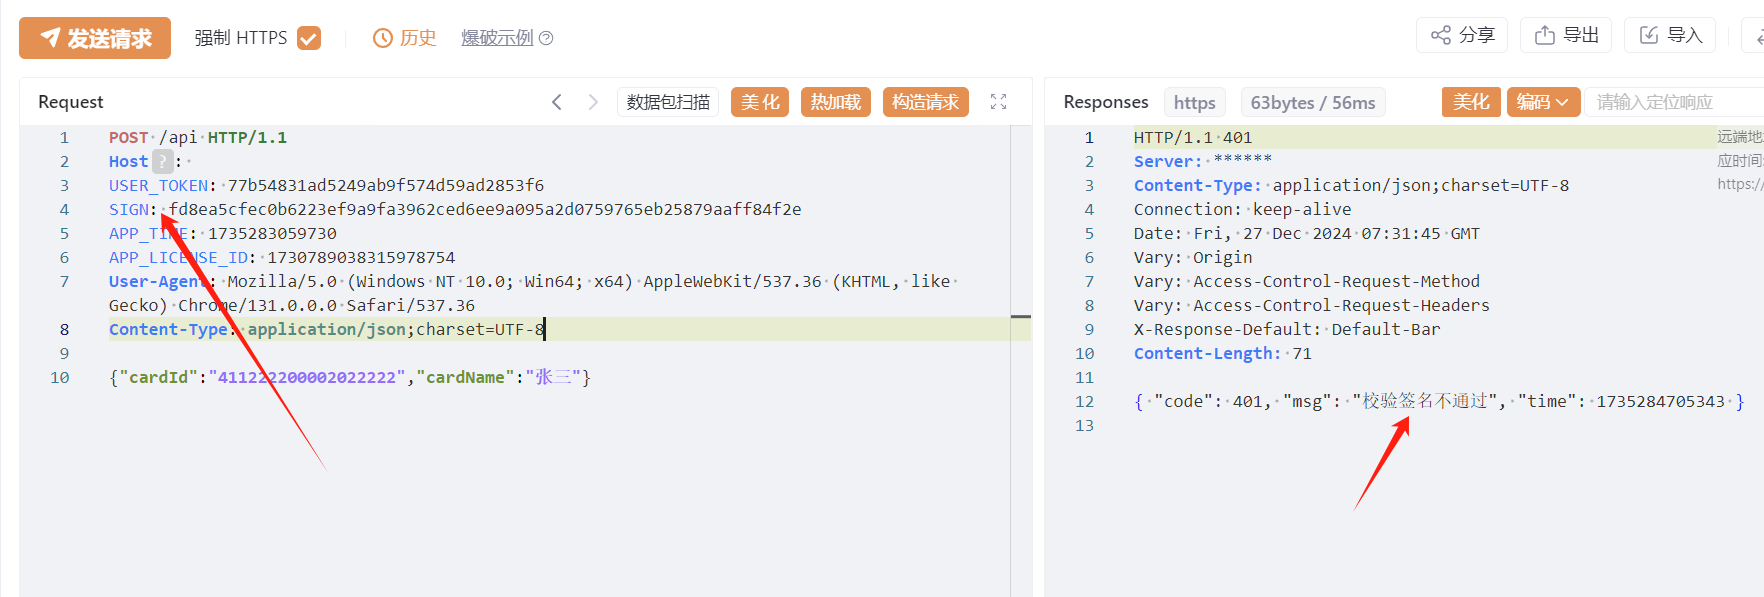 发送请求 强制 HTTPS 历史 爆破示例 分享 导出 导入
Request 数据包扫描 美化 热加载 构造请求
1 POST /api HTTP/1.1
2 Host ? :
3 USER_TOKEN: 77b54831ad5249ab9f574d59ad2853f6
4 SIGN: fd8ea5cfec0b6223ef9a9fa3962ced6ee9a095a2d0759765eb25879aaff84f2e
5 APP_TIME: 1735283059730
6 APP_LICENSE_ID: 1730789038315978754
7 User-Agent: Mozilla/5.0 (Windows NT 10.0; Win64; x64) AppleWebKit/537.36 (KHTML, like
Gecko) Chrome/131.0.0.0 Safari/537.36
8 Content-Type: application/json;charset=UTF-8
9
10 {"cardId":"411222200002022222","cardName":"张三"}
Responses https 63bytes / 56ms 美化 编码 请输入定位响应
1 HTTP/1.1 401 远端地
2 Server: ****** 应时间
3 Content-Type: application/json;charset=UTF-8 https:/
4 Connection: keep-alive
5 Date: Fri, 27 Dec 2024 07:31:45 GMT
6 Vary: Origin
7 Vary: Access-Control-Request-Method
8 Vary: Access-Control-Request-Headers
9 X-Response-Default: Default-Bar
10 Content-Length: 71
11
12 { "code": 401, "msg": "校验签名不通过", "time": 1735284705343 }
13